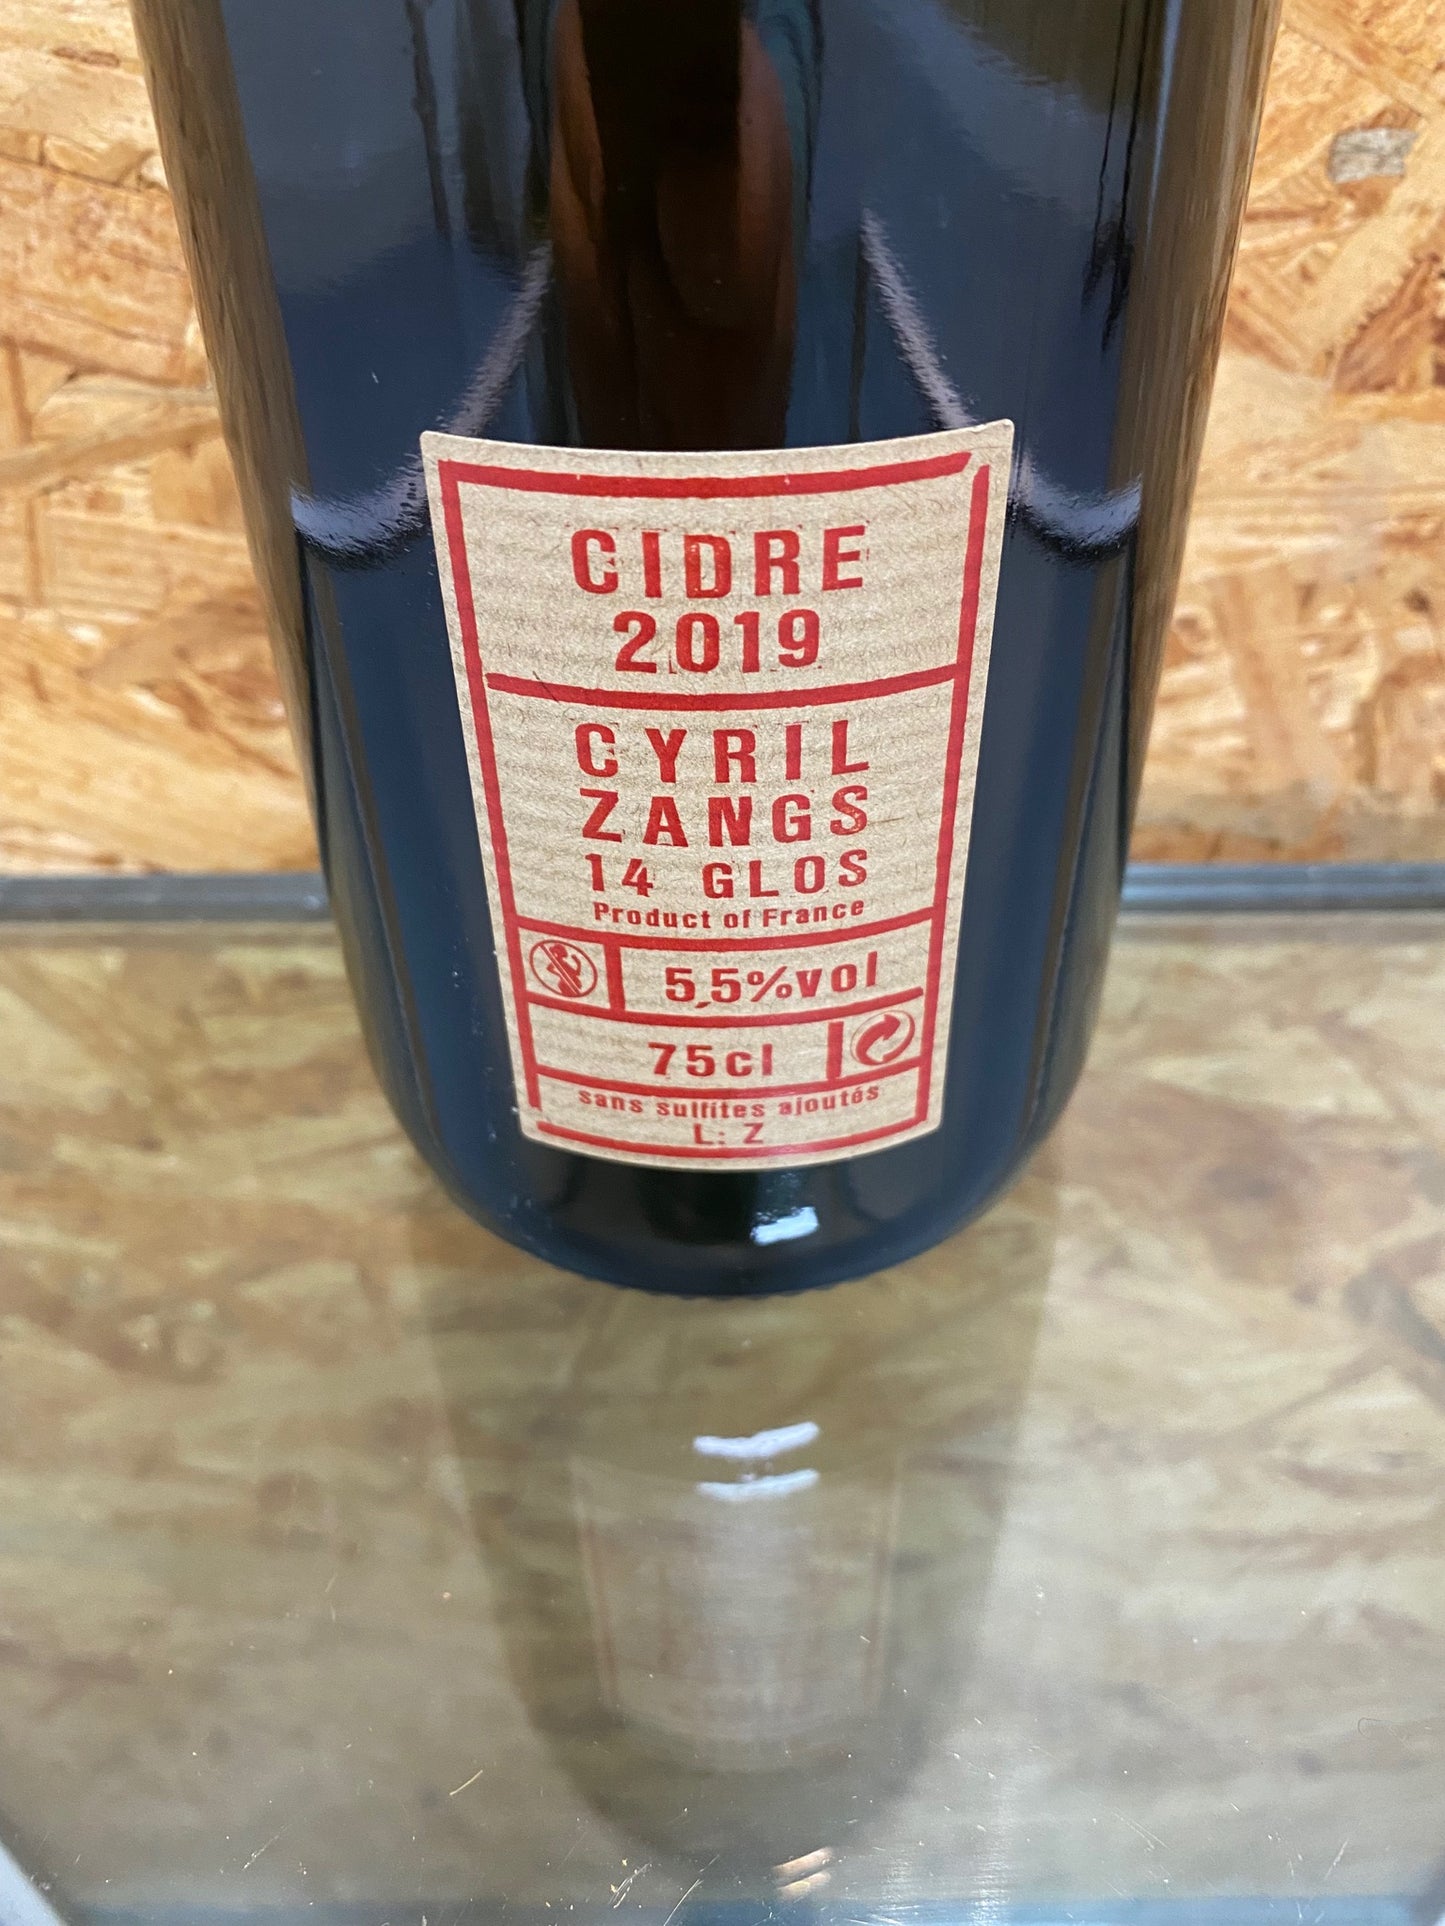 CIDRE
2019
CYRIL
ZANGS
14 GLOS
Product of France
5,5%vol
75cl
sans sulfites ajoutés
L: Z